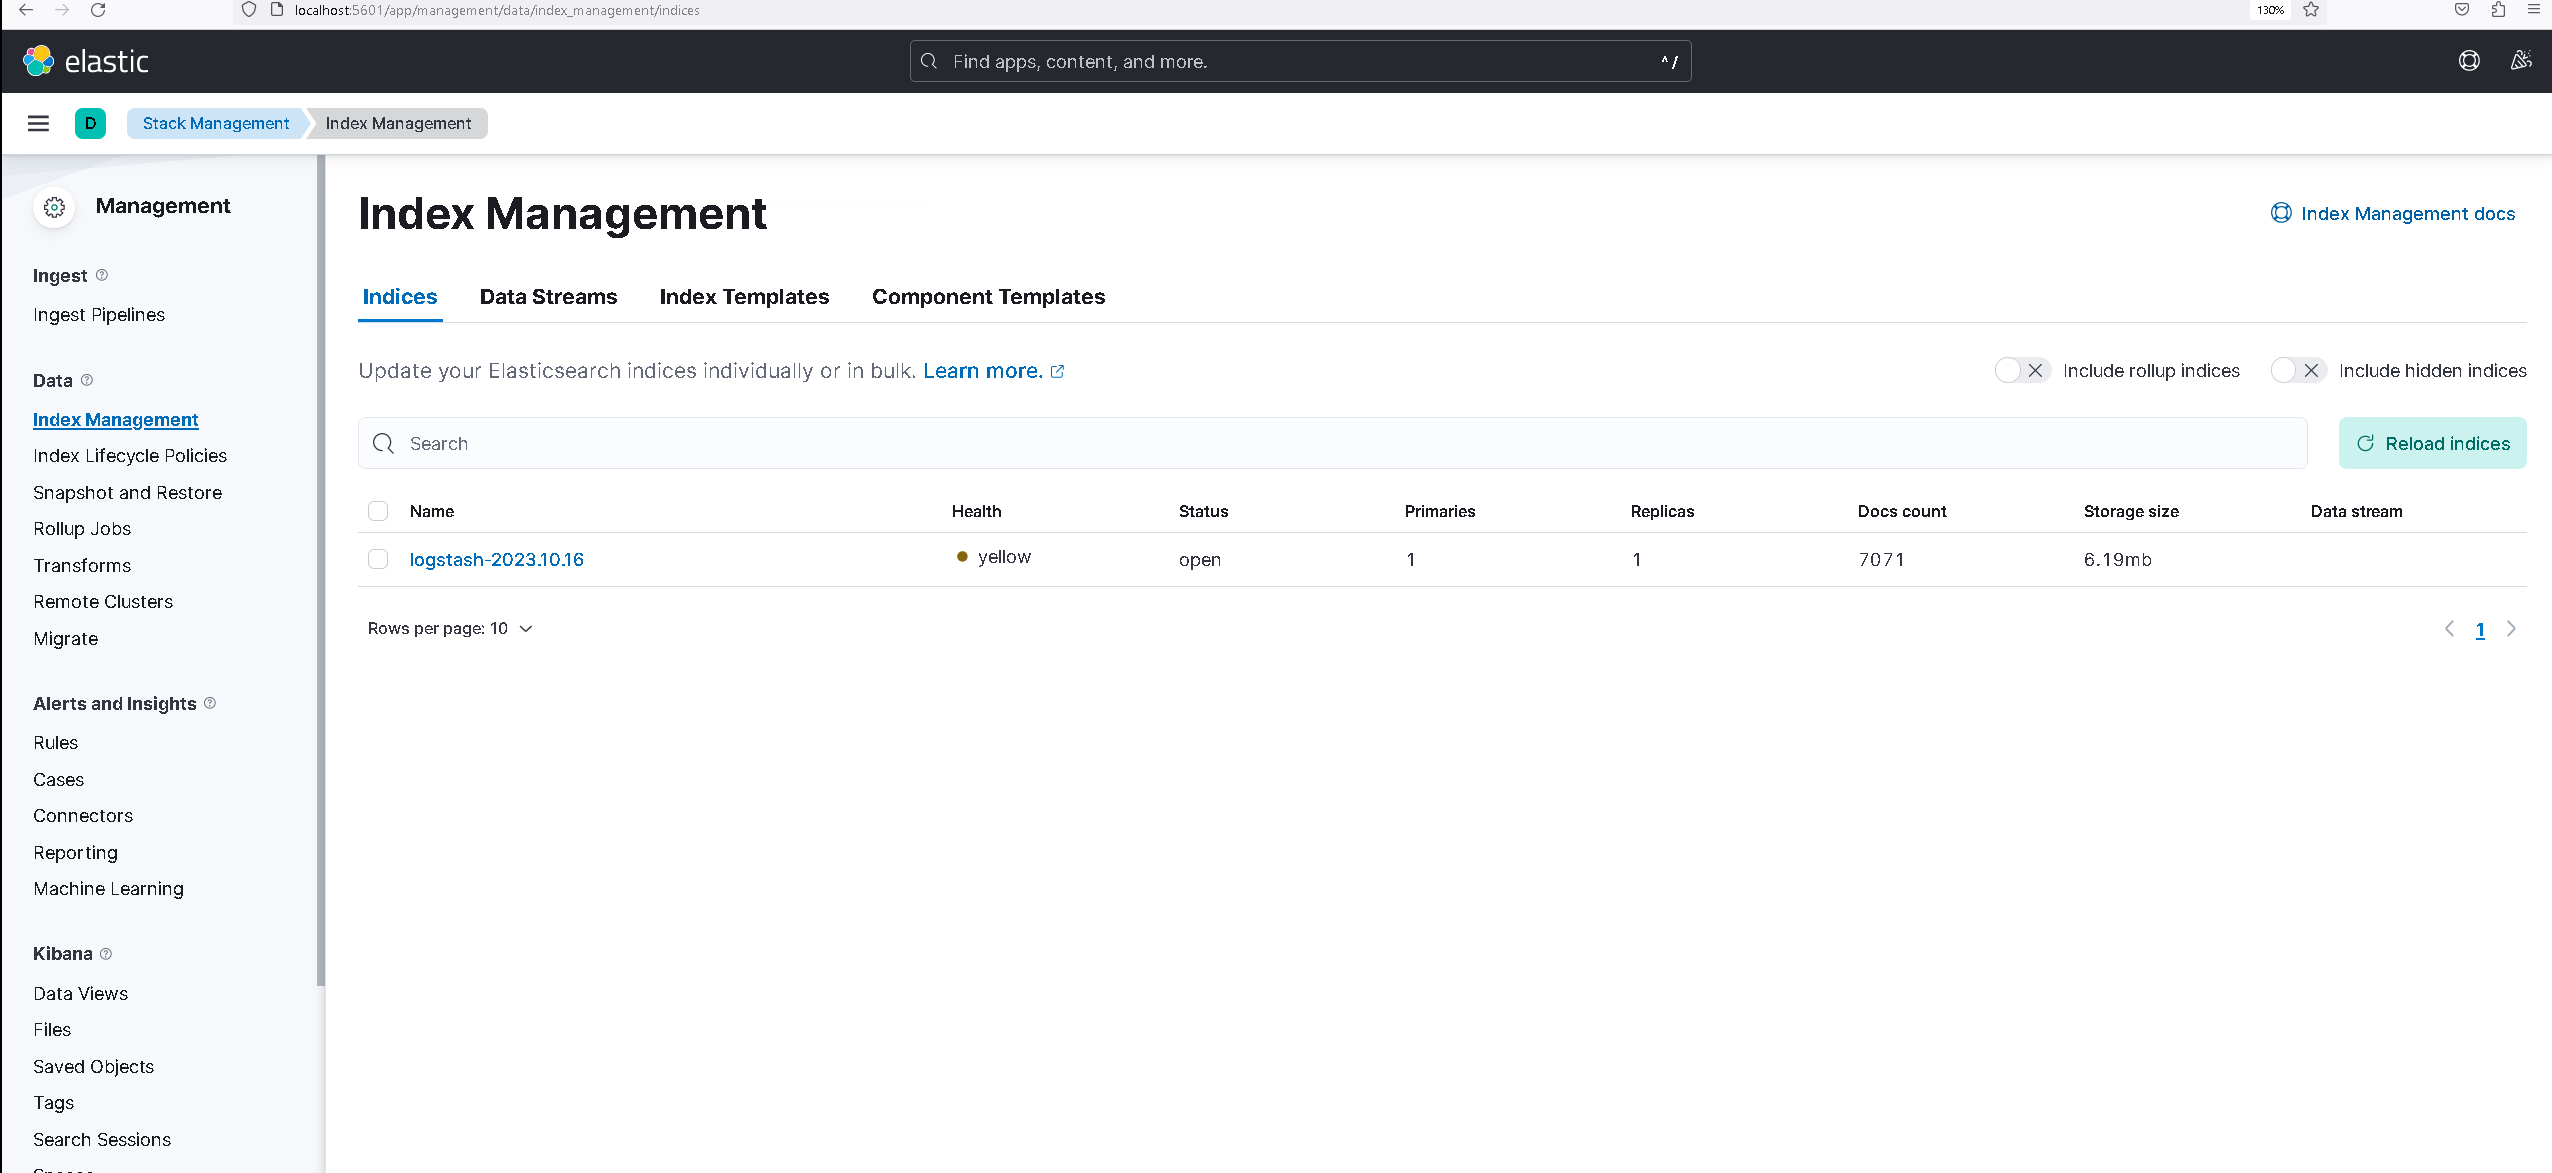 localhost:5601/app/management/data/index_management/indices
130%
elastic
Find apps, content, and more.
^/
D
Stack Management
Index Management
Management
Ingest
Ingest Pipelines
Data
Index Management
Index Lifecycle Policies
Snapshot and Restore
Rollup Jobs
Transforms
Remote Clusters
Migrate
Alerts and Insights
Rules
Cases
Connectors
Reporting
Machine Learning
Kibana
Data Views
Files
Saved Objects
Tags
Search Sessions
Index Management
Index Management docs
Indices Data Streams Index Templates Component Templates
Update your Elasticsearch indices individually or in bulk. Learn more.
Include rollup indices
Include hidden indices
Search
Reload indices
Name Health Status Primaries Replicas Docs count Storage size Data stream
logstash-2023.10.16 yellow open 1 1 7071 6.19mb
Rows per page: 10
1